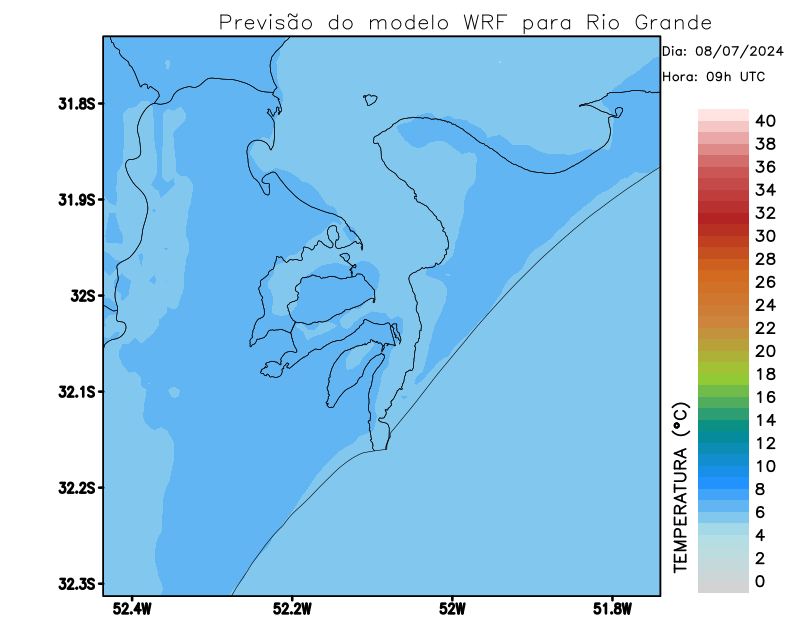 Previsão do modelo WRF para Rio Grande
Dia: 08/07/2024
Hora: 09h UTC
31.8S
31.9S
32S
32.1S
32.2S
32.3S
52.4W
52.2W
52W
51.8W
TEMPERATURA (ºC)
40
38
36
34
32
30
28
26
24
22
20
18
16
14
12
10
8
6
4
2
0